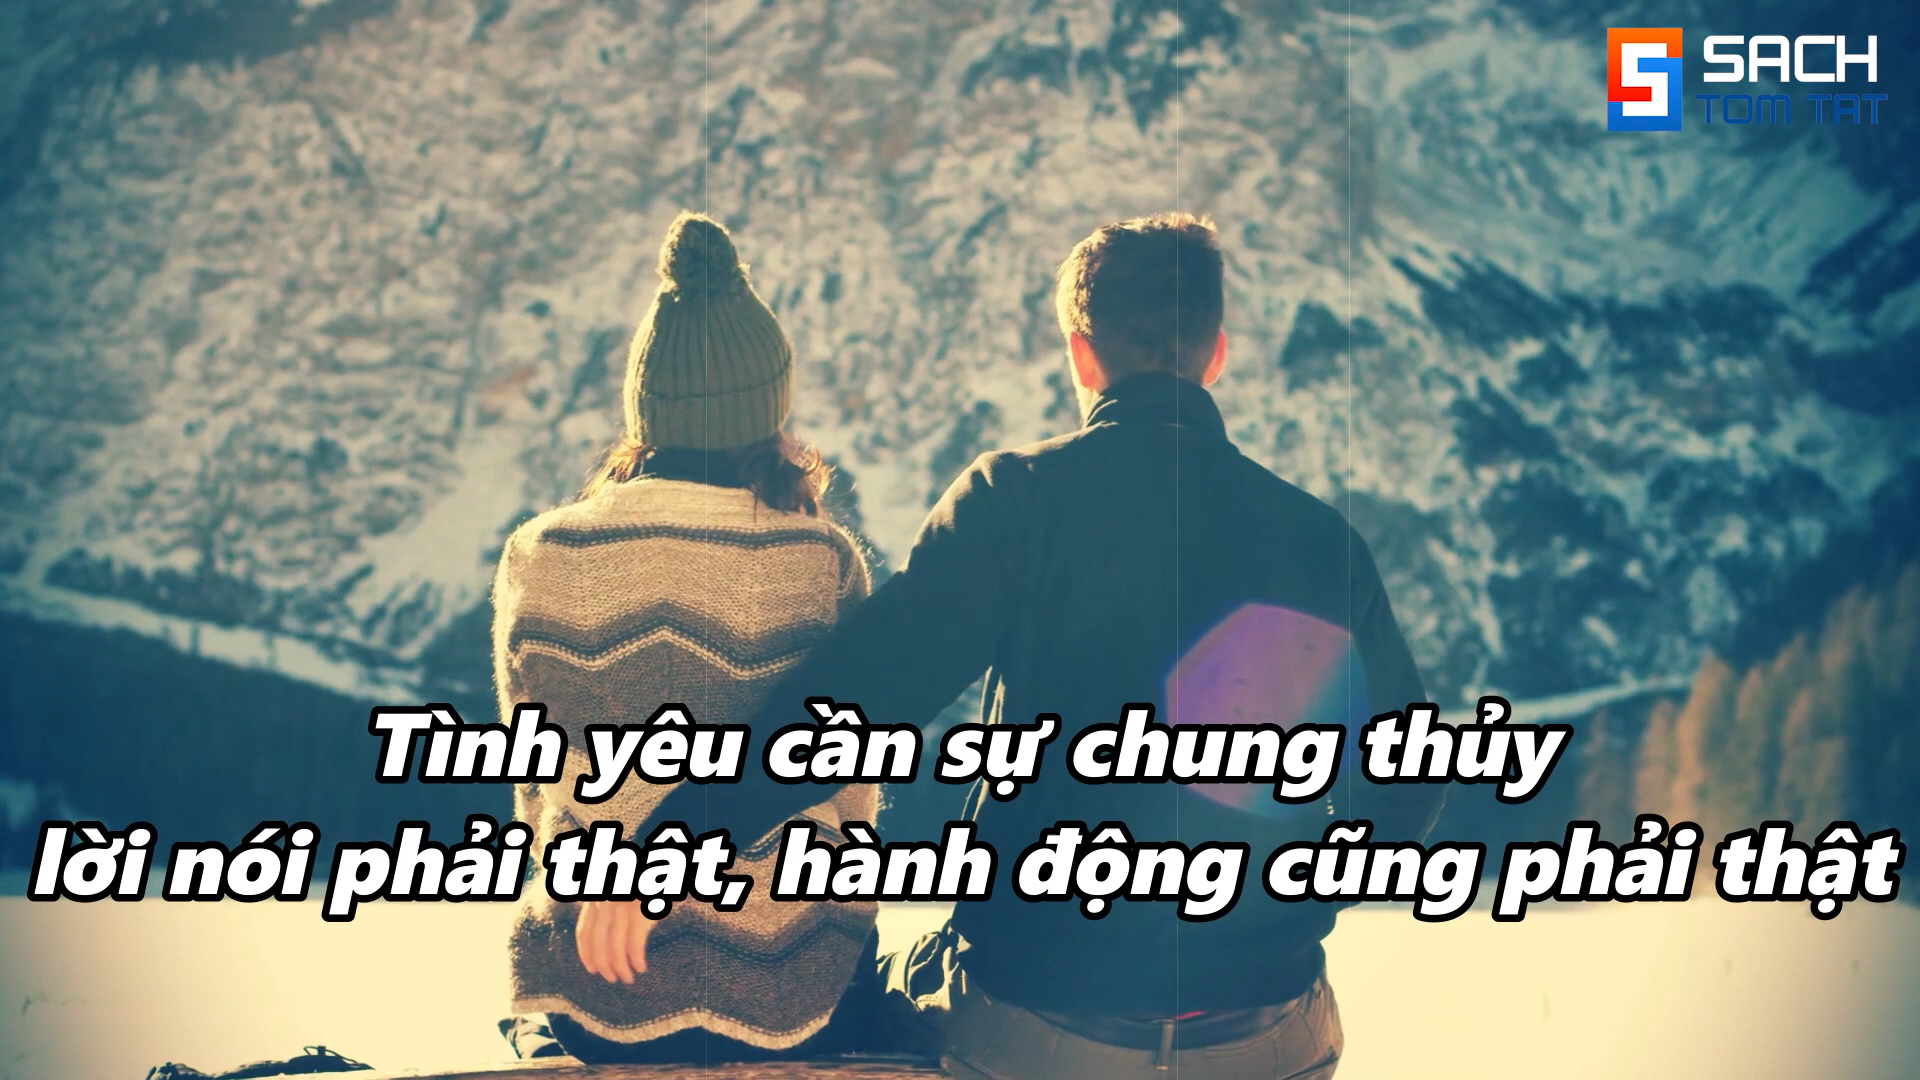 SACH
TOM TAT
Tình yêu cần sự chung thủy
lời nói phải thật, hành động cũng phải thật